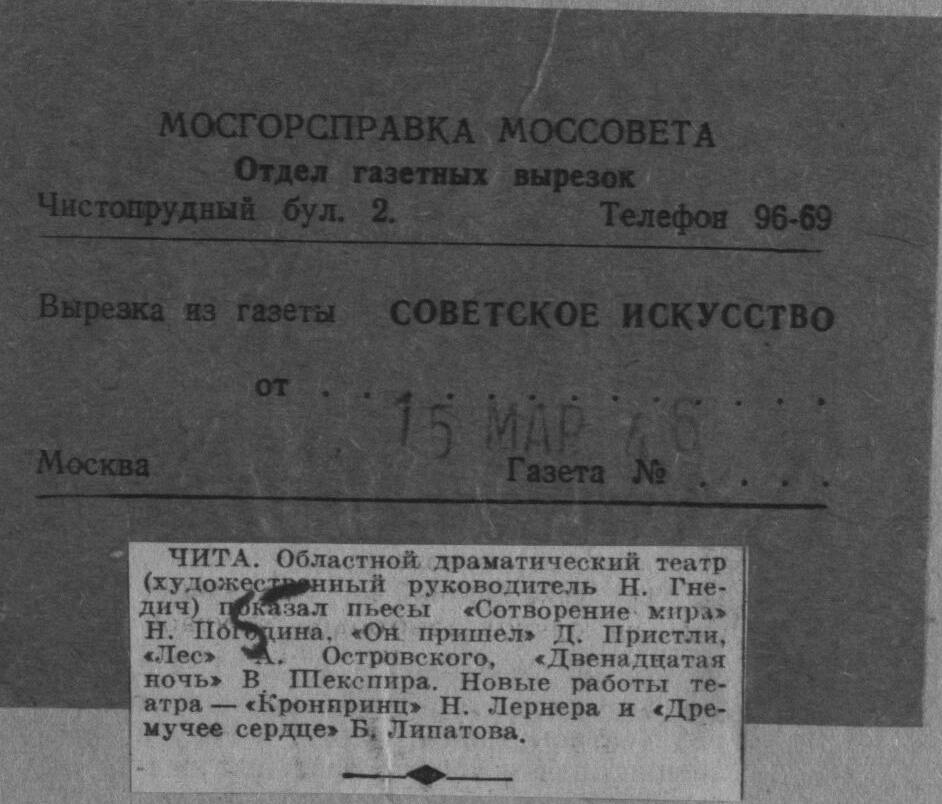 МОСГОРСПРАВКА МОССОВЕТА
Отдел газетных вырезок
Чистопрудный бул. 2. Телефон 96-69
Вырезка из газеты СОВЕТСКОЕ ИСКУССТВО
от . . . . . . . . . . . . .
15 МАР 46
Москва Газета № . . . .
ЧИТА. Областной драматический театр
(художественный руководитель Н. Гне-
дич) показал пьесы «Сотворение мира»
Н. Погодина, «Он пришел» Д. Пристли,
«Лес» А. Островского, «Двенадцатая
ночь» В Шекспира. Новые работы те-
атра — «Кронпринц» Н. Лернера и «Дре-
мучее сердце» Б. Липатова.
5